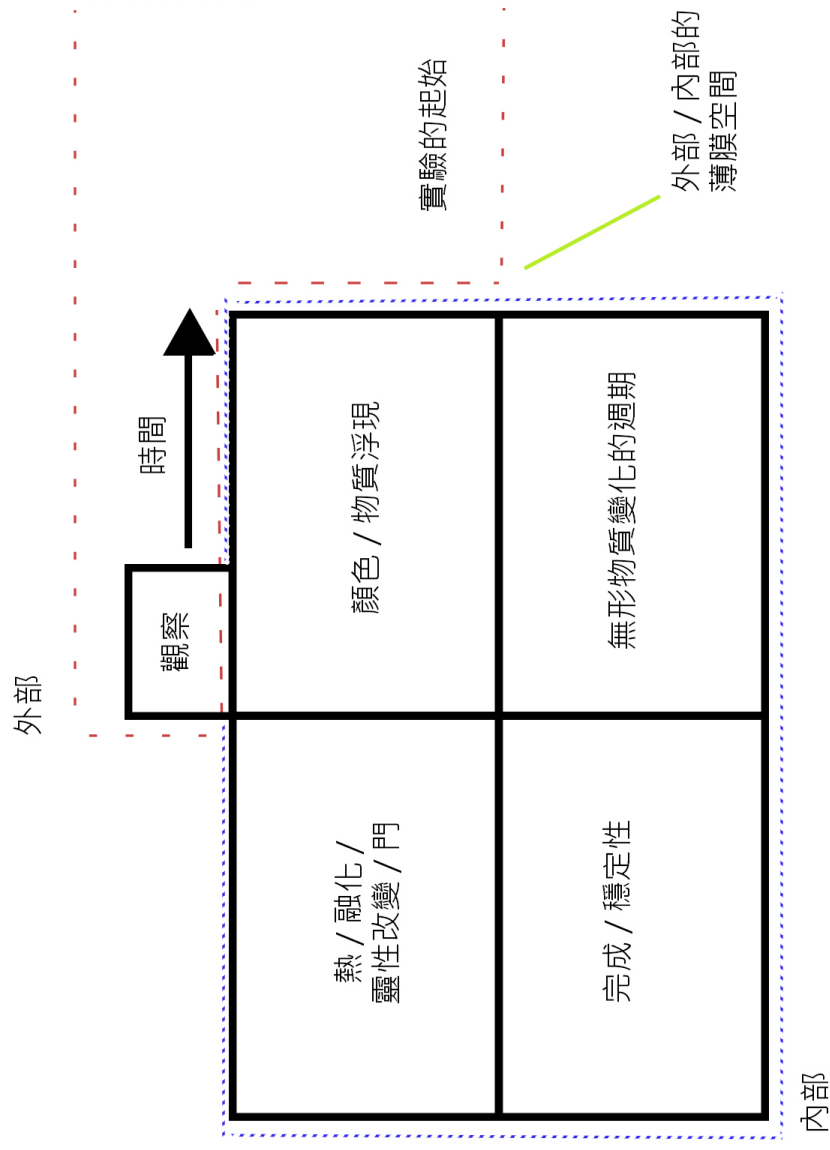 外部
觀察
時間
熱 / 融化 /
靈性改變 / 門
顏色 / 物質浮現
實驗的起始
完成 / 穩定性
無形物質變化的週期
外部 / 內部的
薄膜空間
內部